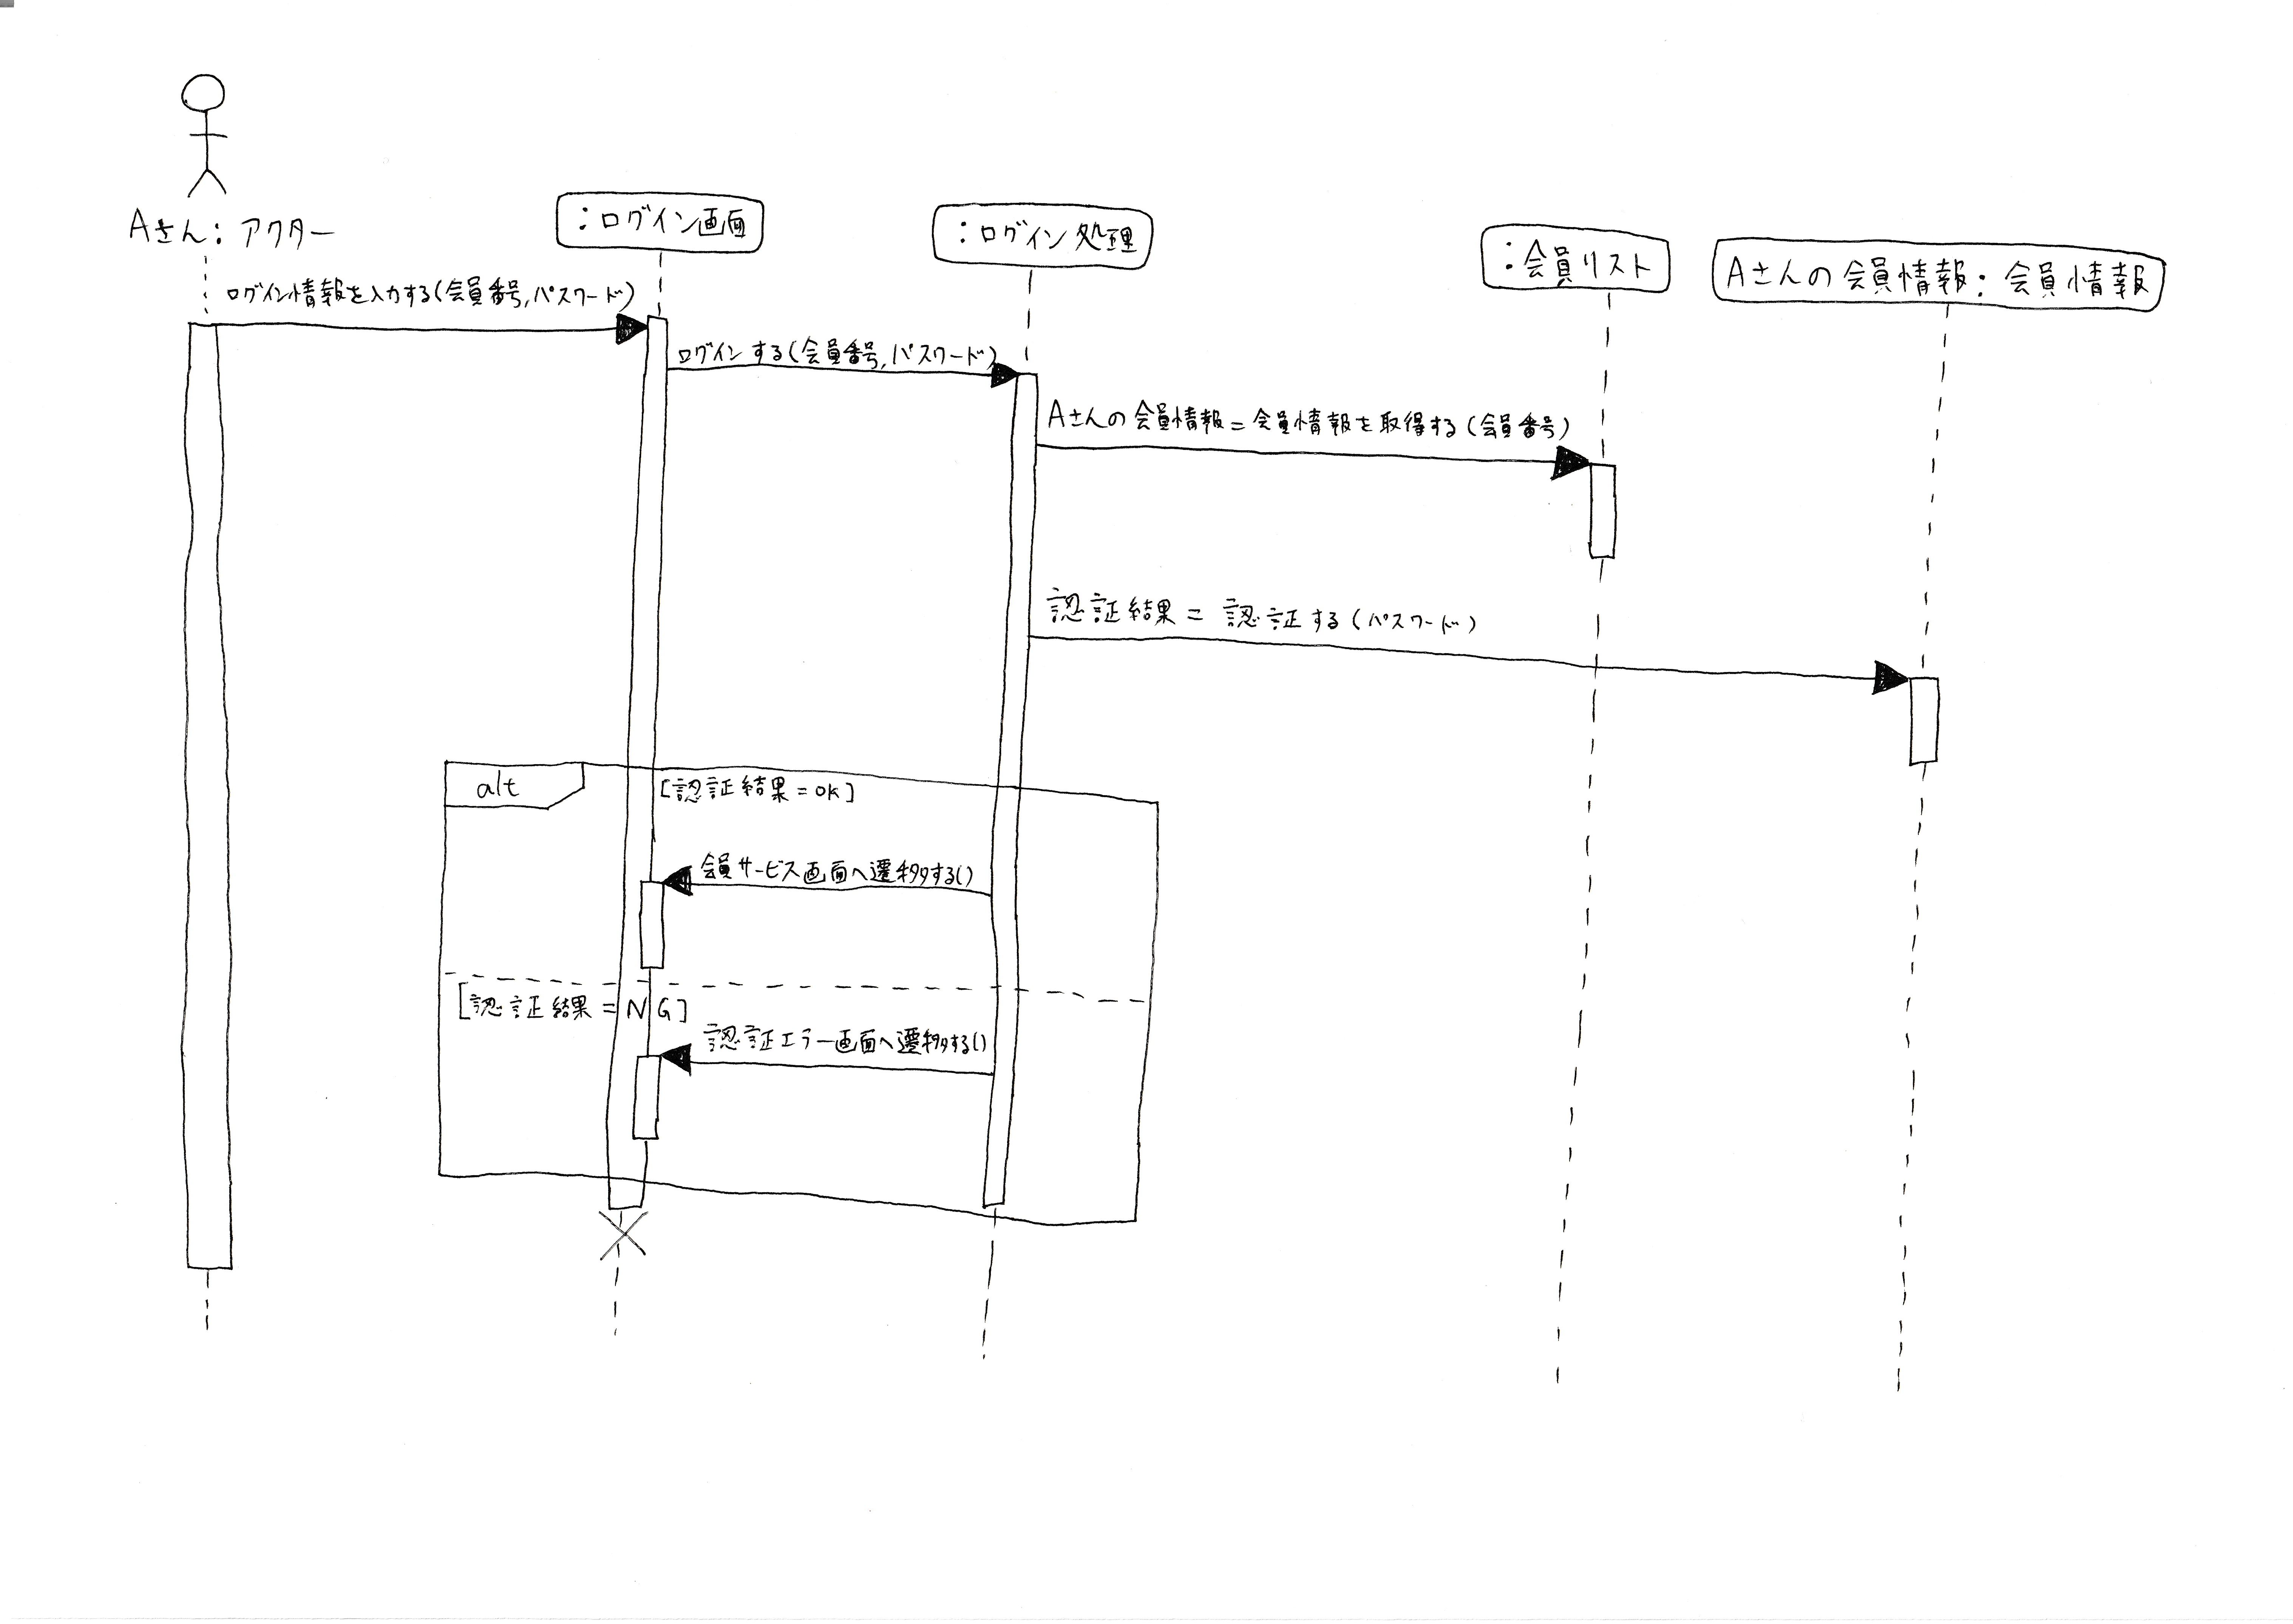 Aさん:アクター
:ログイン画面
:ログイン処理
:会員リスト
Aさんの会員情報:会員情報
ログイン情報を入力する(会員番号,パスワード)
ログインする(会員番号,パスワード)
Aさんの会員情報=会員情報を取得する(会員番号)
認証結果=認証する(パスワード)
alt
[認証結果=OK]
会員サービス画面へ遷移する()
[認証結果=NG]
認証エラー画面へ遷移する()